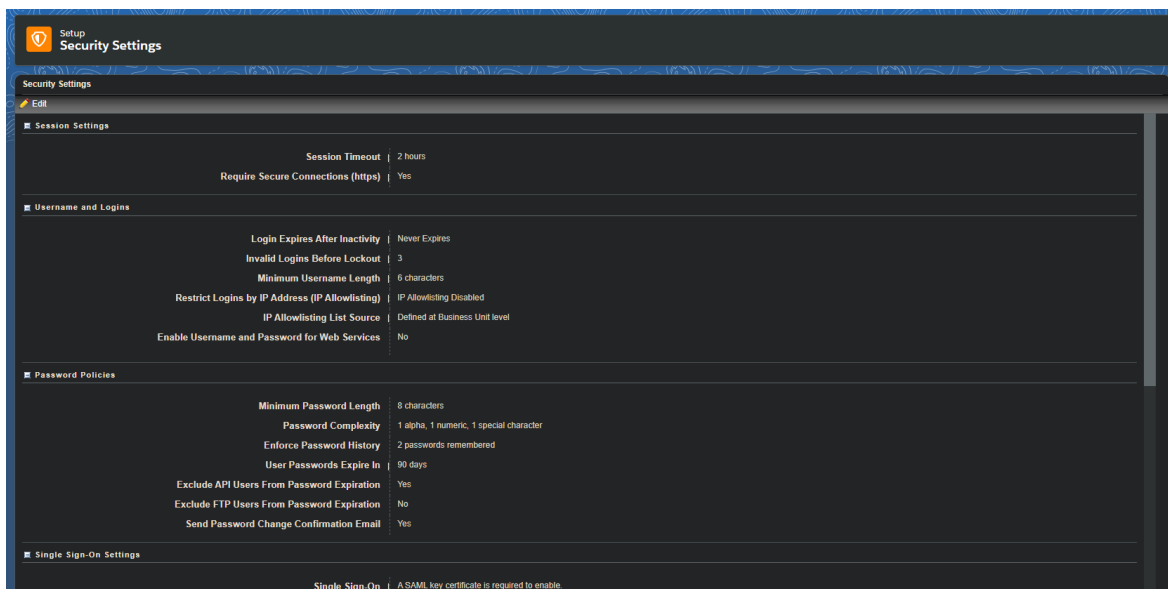 Setup
Security Settings
Security Settings
Edit
Session Settings
Session Timeout 2 hours
Require Secure Connections (https) Yes
Username and Logins
Login Expires After Inactivity Never Expires
Invalid Logins Before Lockout 3
Minimum Username Length 6 characters
Restrict Logins by IP Address (IP Allowlisting) IP Allowlisting Disabled
IP Allowlisting List Source Defined at Business Unit level
Enable Username and Password for Web Services No
Password Policies
Minimum Password Length 8 characters
Password Complexity 1 alpha, 1 numeric, 1 special character
Enforce Password History 2 passwords remembered
User Passwords Expire In 90 days
Exclude API Users From Password Expiration Yes
Exclude FTP Users From Password Expiration No
Send Password Change Confirmation Email Yes
Single Sign-On Settings
Single Sign-On A SAML key certificate is required to enable.